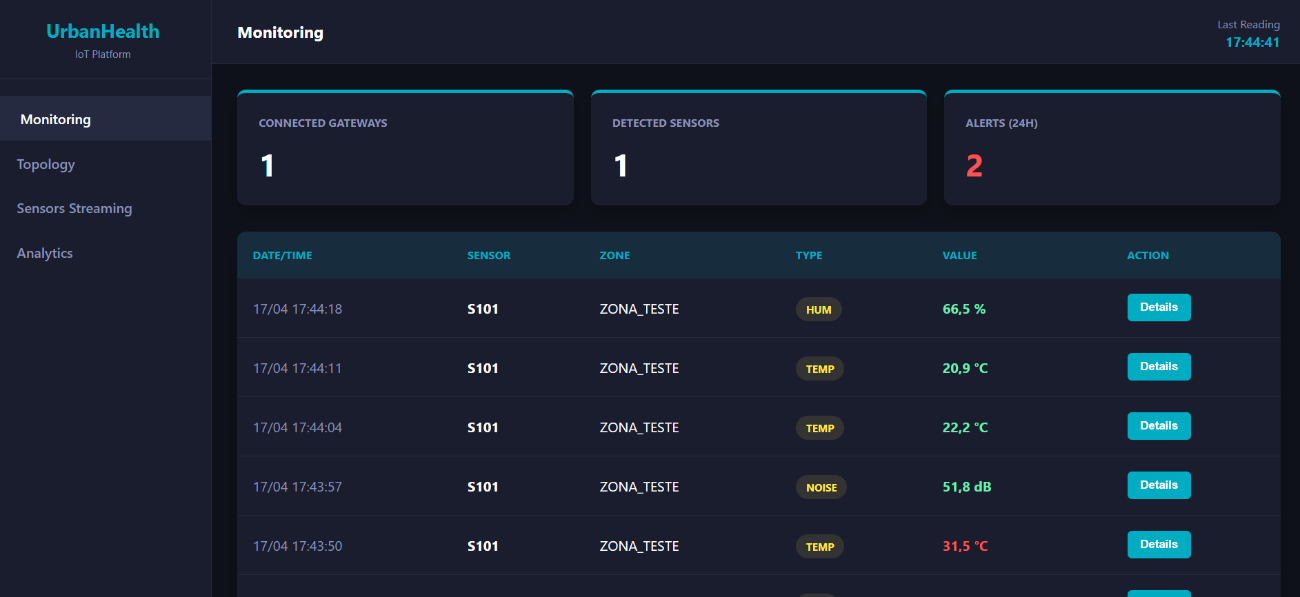 UrbanHealth
IoT Platform
Monitoring
Topology
Sensors Streaming
Analytics
Monitoring
Last Reading
17:44:41
CONNECTED GATEWAYS
1
DETECTED SENSORS
1
ALERTS (24H)
2
DATE/TIME SENSOR ZONE TYPE VALUE ACTION
17/04 17:44:18 S101 ZONA_TESTE HUM 66,5 % Details
17/04 17:44:11 S101 ZONA_TESTE TEMP 20,9 °C Details
17/04 17:44:04 S101 ZONA_TESTE TEMP 22,2 °C Details
17/04 17:43:57 S101 ZONA_TESTE NOISE 51,8 dB Details
17/04 17:43:50 S101 ZONA_TESTE TEMP 31,5 °C Details